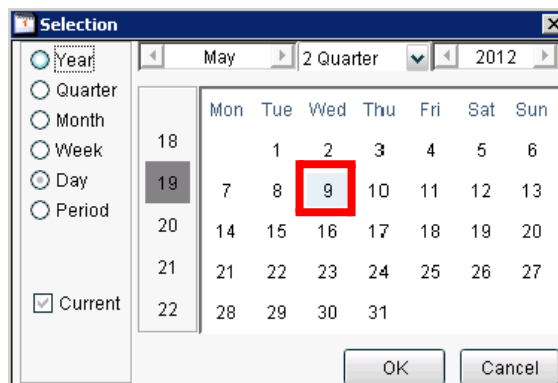 Selection
Year
Quarter
Month
Week
Day
Period
Current
May 2 Quarter 2012
Mon Tue Wed Thu Fri Sat Sun
18 1 2 3 4 5 6
19 7 8 9 10 11 12 13
20 14 15 16 17 18 19 20
21 21 22 23 24 25 26 27
22 28 29 30 31
OK Cancel